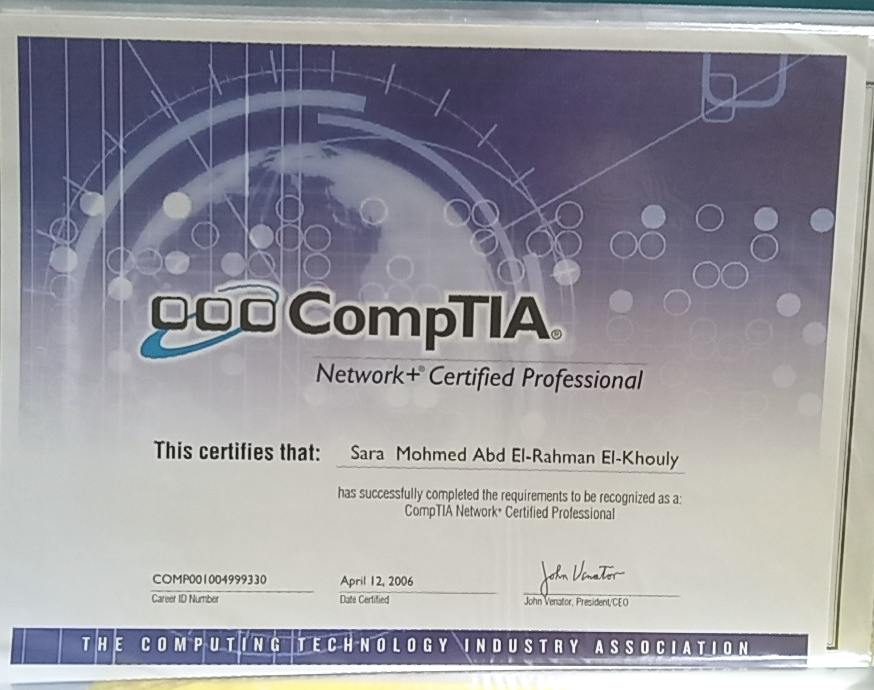 CompTIA®
Network+® Certified Professional
This certifies that: Sara Mohmed Abd El-Rahman El-Khouly
has successfully completed the requirements to be recognized as a:
CompTIA Network+ Certified Professional
COMP001004999330 April 12, 2006 John Venator
Career ID Number Date Certified John Venator, President/CEO
THE COMPUTING TECHNOLOGY INDUSTRY ASSOCIATION